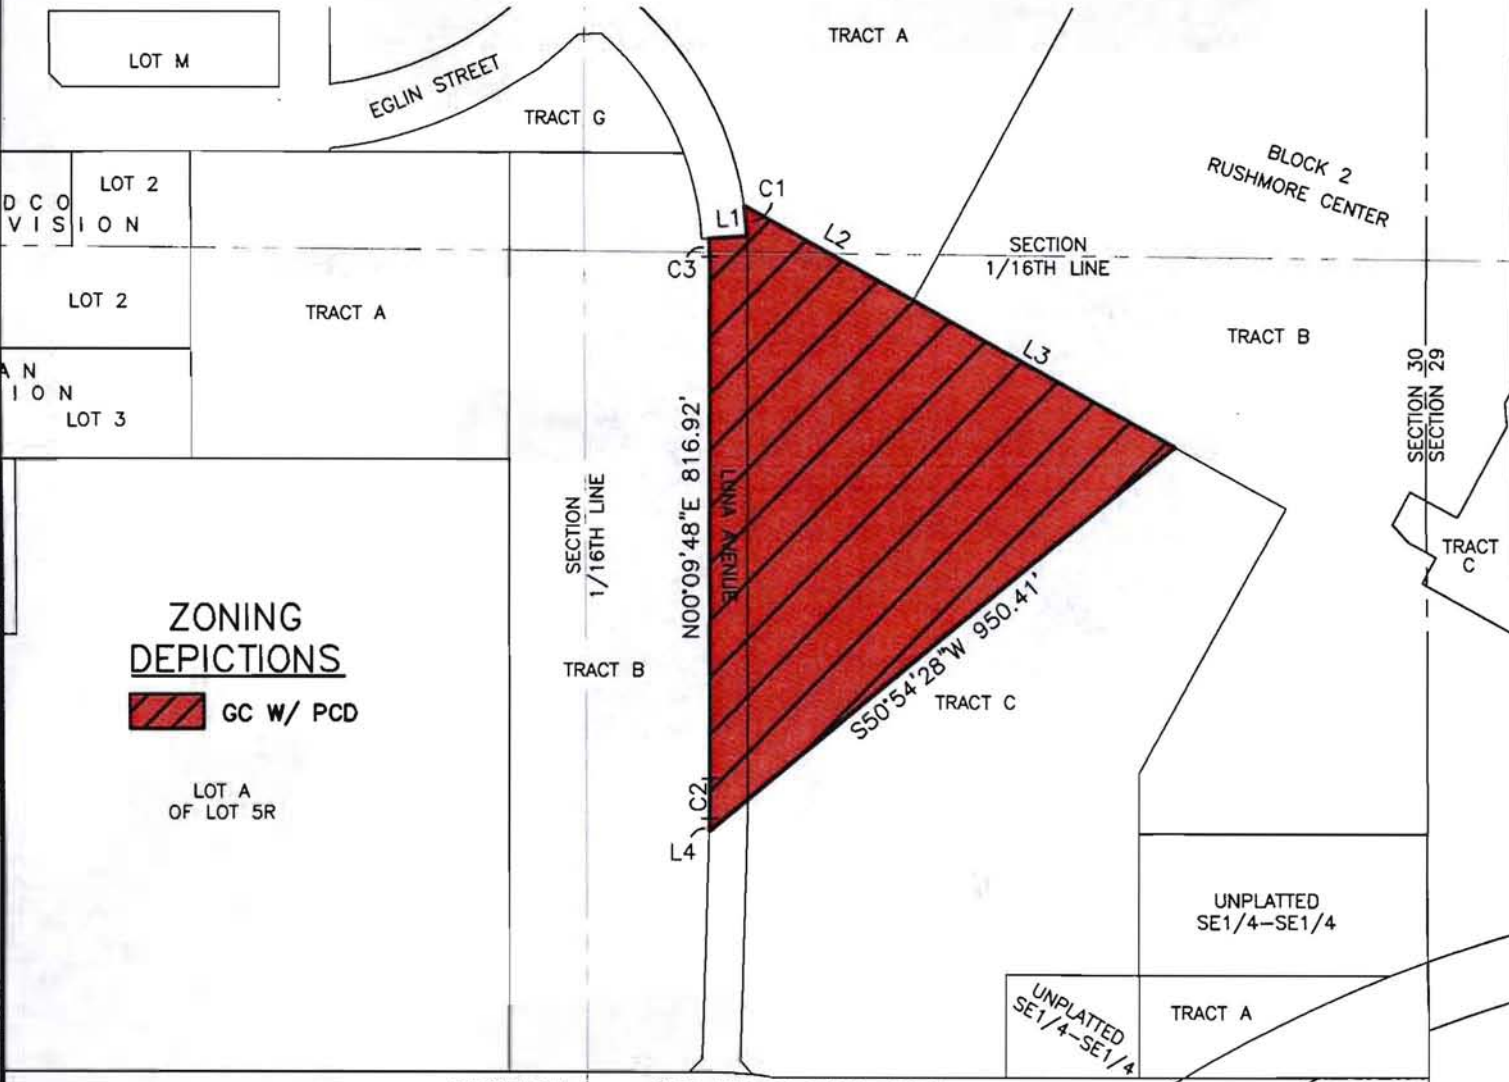 TRACT A
LOT M
EGLIN STREET
TRACT G
BLOCK 2
RUSHMORE CENTER
LOT 2
D C O
V I S I O N
C1
L1
L2
C3
SECTION
1/16TH LINE
LOT 2
TRACT A
TRACT B
L3
A N
I O N
LOT 3
SECTION 30
SECTION 29
N00°09'48"E 816.92'
SECTION
1/16TH LINE
TRACT
C
ZONING
DEPICTIONS
GC W/ PCD
TRACT B
S50°54'28"W 950.41'
TRACT C
LOT A
OF LOT 5R
C2
L4
UNPLATTED
SE1/4-SE1/4
UNPLATTED
SE1/4-SE1/4
TRACT A